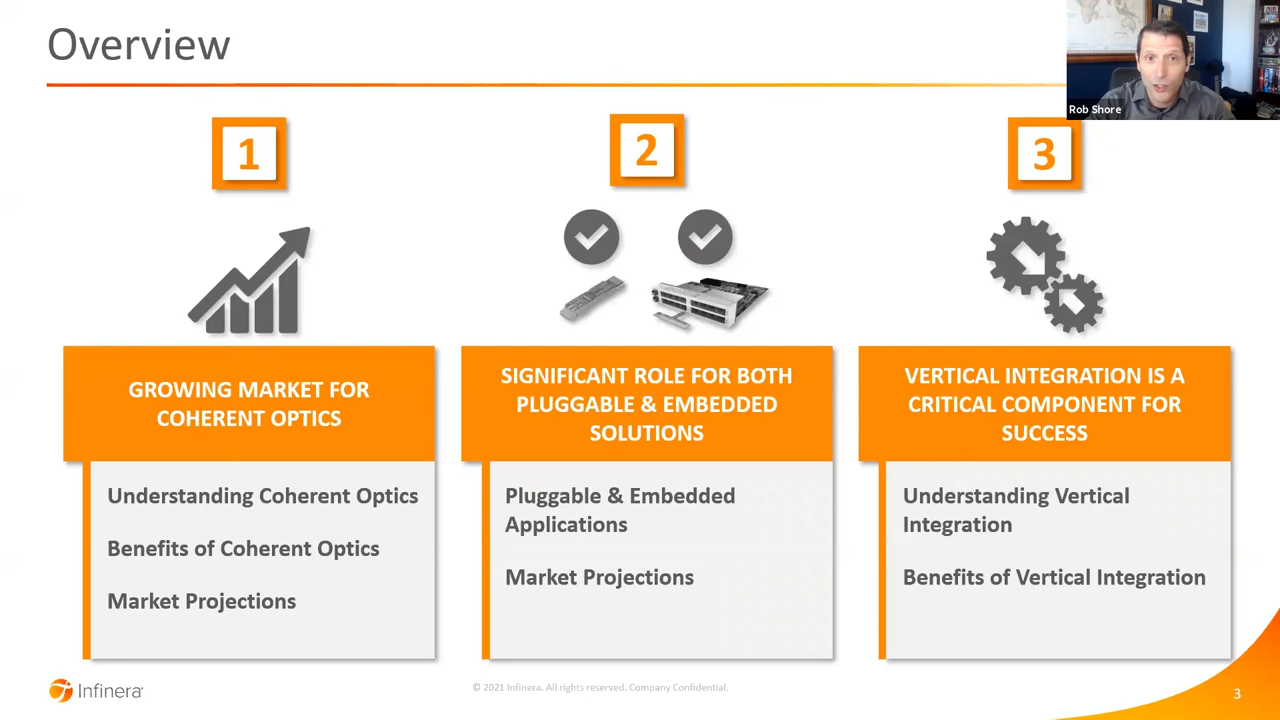 Overview
Rob Shore
1
2
3
GROWING MARKET FOR
COHERENT OPTICS
Understanding Coherent Optics
Benefits of Coherent Optics
Market Projections
SIGNIFICANT ROLE FOR BOTH
PLUGGABLE & EMBEDDED
SOLUTIONS
Pluggable & Embedded
Applications
Market Projections
VERTICAL INTEGRATION IS A
CRITICAL COMPONENT FOR
SUCCESS
Understanding Vertical
Integration
Benefits of Vertical Integration
Infinera
© 2021 Infinera. All rights reserved. Company Confidential.
3